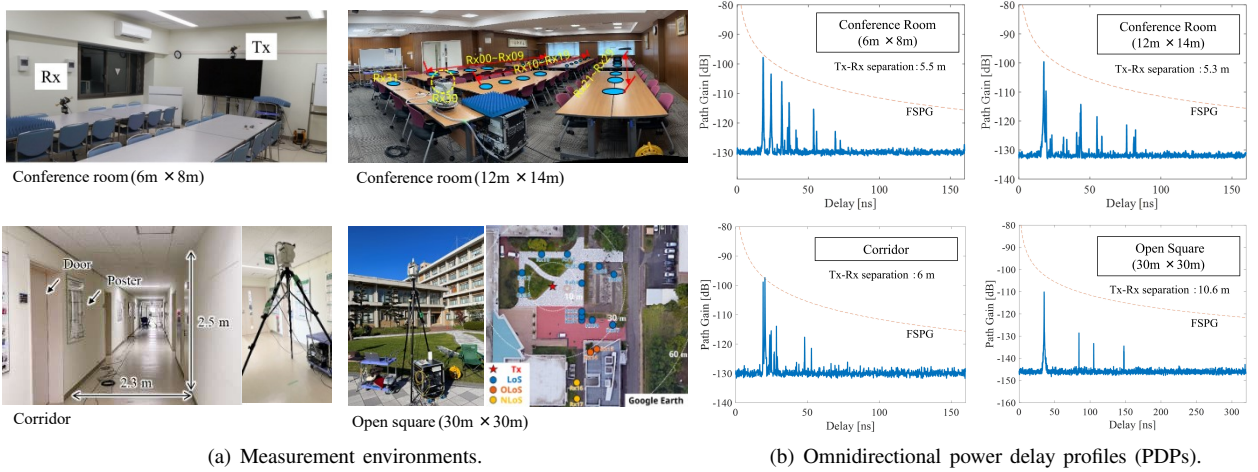 Rx
Tx
Conference room (6m ×8m)
Rx00-Rx09
Rx10-Rx19
Rx31
Rx30
Conference room (12m ×14m)
Door
Poster
2.5 m
2.3 m
Corridor
10 m
30 m
60 m
Tx
LoS
OLoS
NLoS
Rx16
Rx17
Google Earth
Open square (30m ×30m)
(a) Measurement environments.
-80
-90
-100
-110
-120
-130
-140
Path Gain [dB]
Conference Room
(6m ×8m)
Tx-Rx separation : 5.5 m
FSPG
0 50 100 150
Delay [ns]
-80
-90
-100
-110
-120
-130
-140
Path Gain [dB]
Conference Room
(12m ×14m)
Tx-Rx separation : 5.3 m
FSPG
0 50 100 150
Delay [ns]
-80
-90
-100
-110
-120
-130
-140
Path Gain [dB]
Corridor
Tx-Rx separation : 6 m
FSPG
0 50 100 150
Delay [ns]
-80
-90
-100
-110
-120
-130
-140
-150
-160
Path Gain [dB]
Open Square
(30m ×30m)
Tx-Rx separation : 10.6 m
FSPG
0 50 100 150 200 250 300
Delay [ns]
(b) Omnidirectional power delay profiles (PDPs).